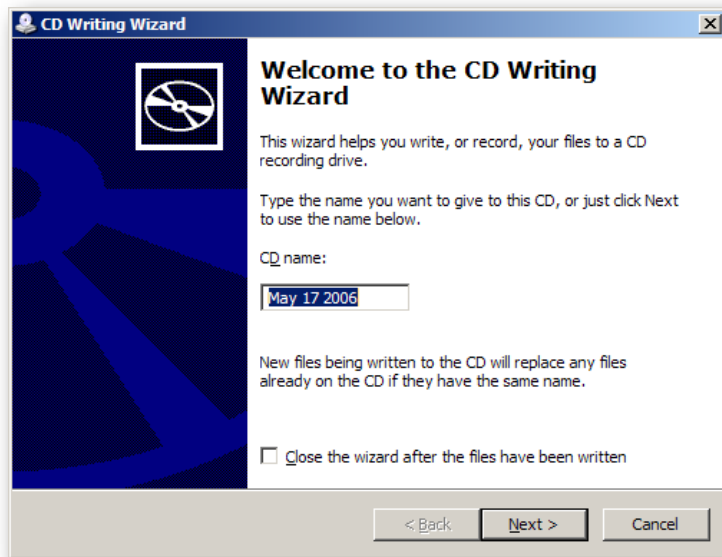 CD Writing Wizard
Welcome to the CD Writing
Wizard
This wizard helps you write, or record, your files to a CD
recording drive.
Type the name you want to give to this CD, or just click Next
to use the name below.
CD name:
May 17 2006
New files being written to the CD will replace any files
already on the CD if they have the same name.
Close the wizard after the files have been written
< Back Next > Cancel